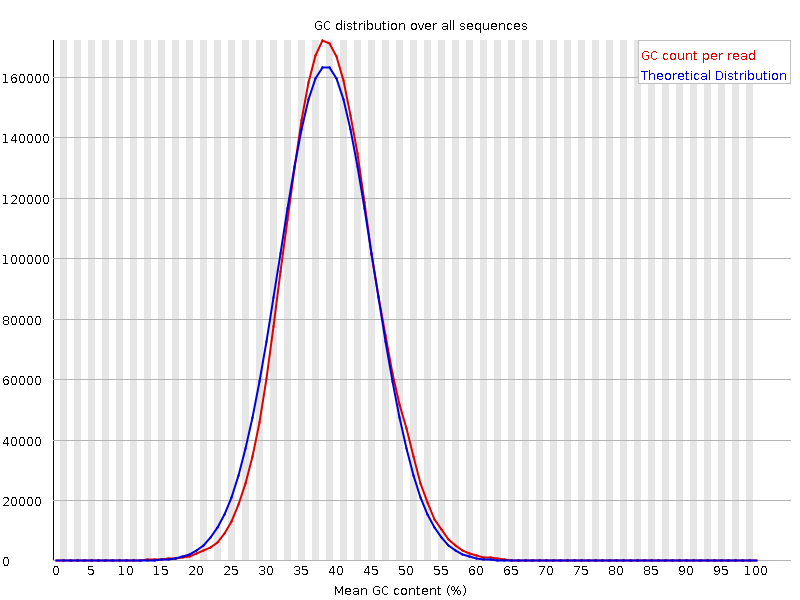 GC distribution over all sequences
GC count per read
Theoretical Distribution
160000
140000
120000
100000
80000
60000
40000
20000
0
0 5 10 15 20 25 30 35 40 45 50 55 60 65 70 75 80 85 90 95 100
Mean GC content (%)